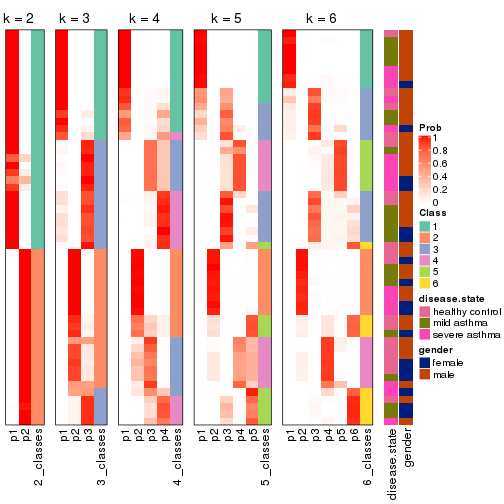 k = 2
k = 3
k = 4
k = 5
k = 6
Prob
1
0.8
0.6
0.4
0.2
0
Class
1
2
3
4
5
6
disease.state
healthy control
mild asthma
severe asthma
gender
female
male
p1
p2
2_classes
p1
p2
p3
3_classes
p1
p2
p3
p4
4_classes
p1
p2
p3
p4
p5
5_classes
p1
p2
p3
p4
p5
p6
6_classes
disease.state
gender